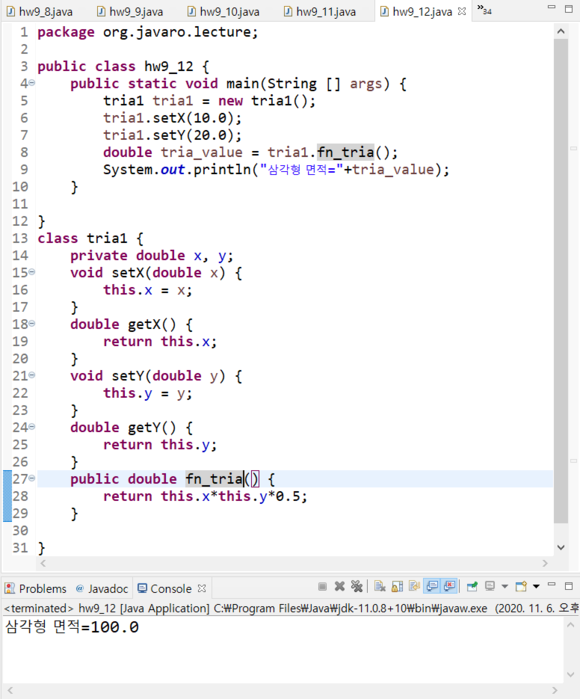 hw9_8.java hw9_9.java hw9_10.java hw9_11.java hw9_12.java »34
1 package org.javaro.lecture;
2
3 public class hw9_12 {
4 public static void main(String [] args) {
5 tria1 tria1 = new tria1();
6 tria1.setX(10.0);
7 tria1.setY(20.0);
8 double tria_value = tria1.fn_tria();
9 System.out.println("삼각형 면적="+tria_value);
10 }
11
12 }
13 class tria1 {
14 private double x, y;
15 void setX(double x) {
16 this.x = x;
17 }
18 double getX() {
19 return this.x;
20 }
21 void setY(double y) {
22 this.y = y;
23 }
24 double getY() {
25 return this.y;
26 }
27 public double fn_tria() {
28 return this.x*this.y*0.5;
29 }
30
31 }
Problems @ Javadoc Console
<terminated> hw9_12 [Java Application] C:₩Program Files₩Java₩jdk-11.0.8+10₩bin₩javaw.exe (2020. 11. 6. 오후
삼각형 면적=100.0